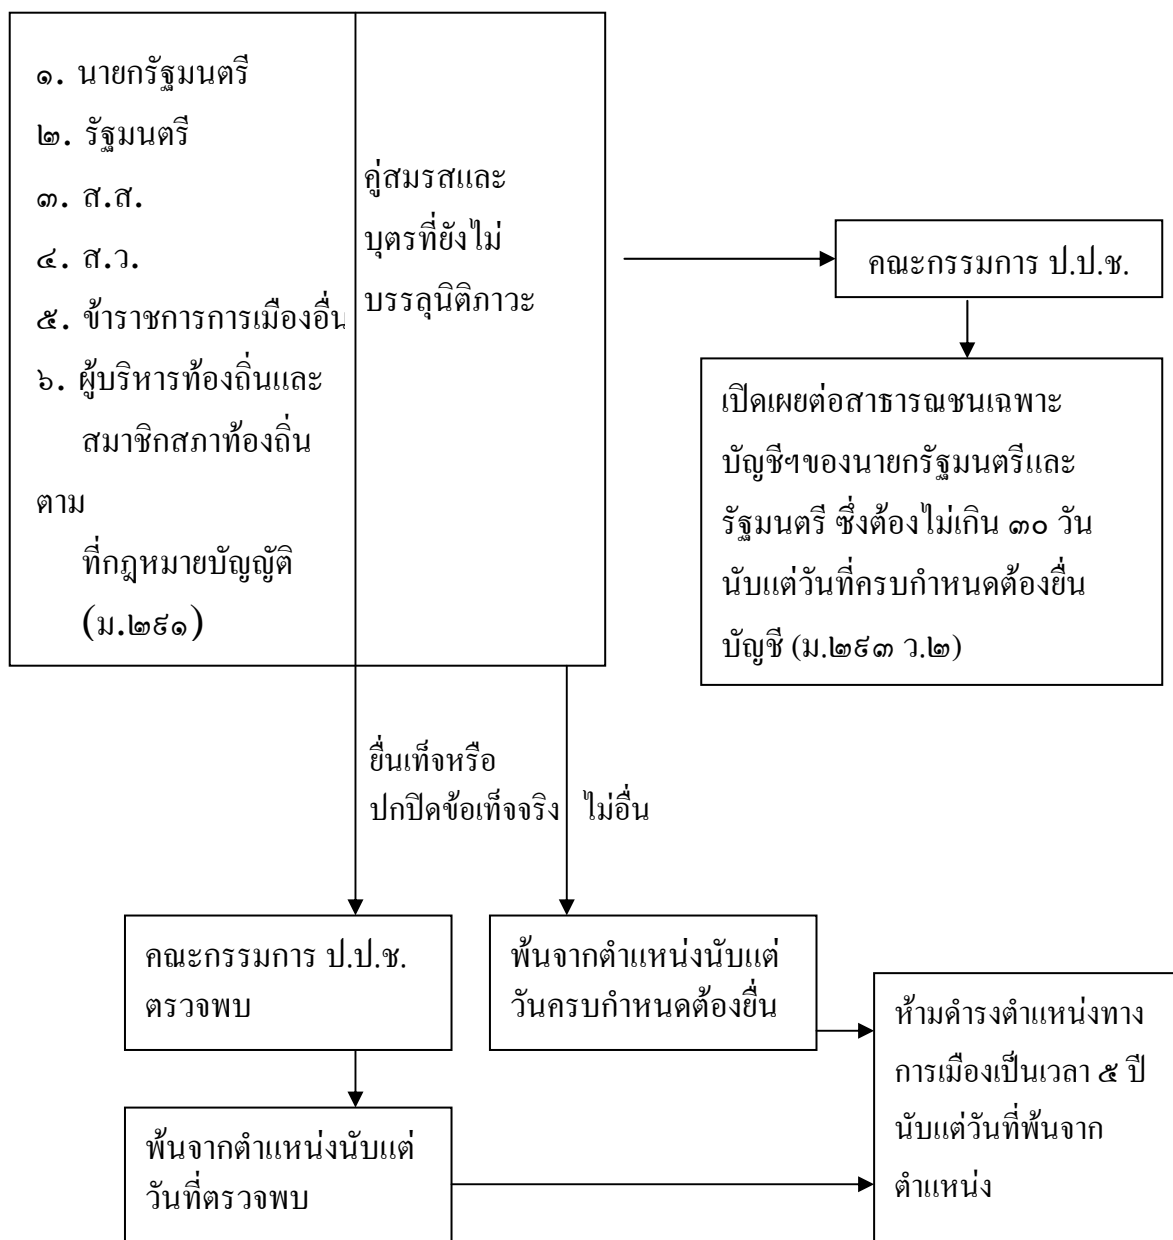 ๑. นายกรัฐมนตรี
๒. รัฐมนตรี
๓. ส.ส.
๔. ส.ว.
๕. ข้าราชการการเมืองอื่น
๖. ผู้บริหารท้องถิ่นและ
สมาชิกสภาท้องถิ่น
ตาม
ที่กฎหมายบัญญัติ
(ม.๒๙๑)
คู่สมรสและ
บุตรที่ยังไม่
บรรลุนิติภาวะ
คณะกรรมการ ป.ป.ช.
เปิดเผยต่อสาธารณชนเฉพาะ
บัญชีฯของนายกรัฐมนตรีและ
รัฐมนตรี ซึ่งต้องไม่เกิน ๓๐ วัน
นับแต่วันที่ครบกำหนดต้องยื่น
บัญชี (ม.๒๙๓ ว.๒)
ยื่นเท็จหรือ
ปกปิดข้อเท็จจริง
ไม่อื่น
คณะกรรมการ ป.ป.ช.
ตรวจพบ
พ้นจากตำแหน่งนับแต่
วันครบกำหนดต้องยื่น
พ้นจากตำแหน่งนับแต่
วันที่ตรวจพบ
ห้ามดำรงตำแหน่งทาง
การเมืองเป็นเวลา ๕ ปี
นับแต่วันที่พ้นจาก
ตำแหน่ง